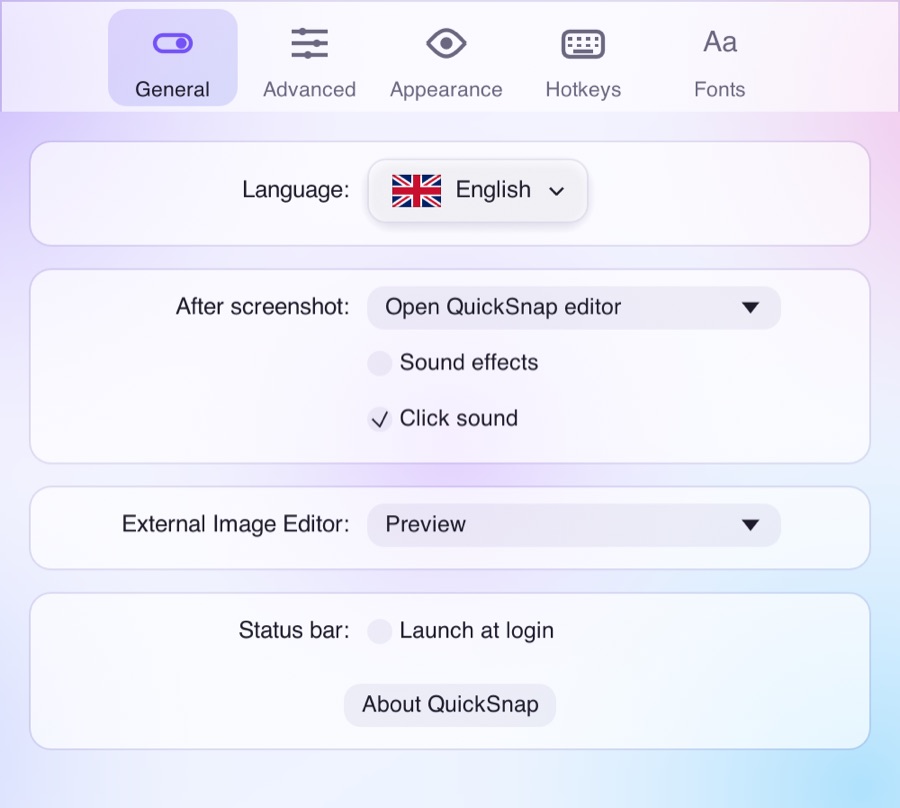 Aa
General Advanced Appearance Hotkeys Fonts
Language: English
After screenshot: Open QuickSnap editor
Sound effects
Click sound
External Image Editor: Preview
Status bar: Launch at login
About QuickSnap